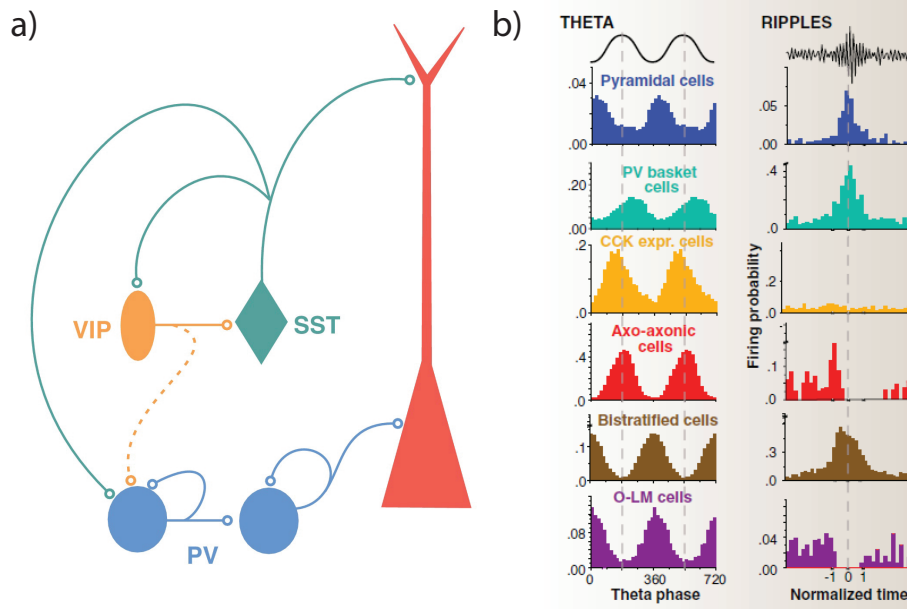 a)
VIP
SST
PV
b)
THETA
RIPPLES
Pyramidal cells
.04
.00
.05
.00
PV basket
cells
.20
.00
.4
.0
CCK expr. cells
.2
.0
.2
.0
Axo-axonic
cells
.4
.0
.1
.0
Bistratified cells
.1
.0
.3
.0
O-LM cells
.08
.00
.04
.00
Firing probability
0
360
720
Theta phase
-1 0 1
Normalized time